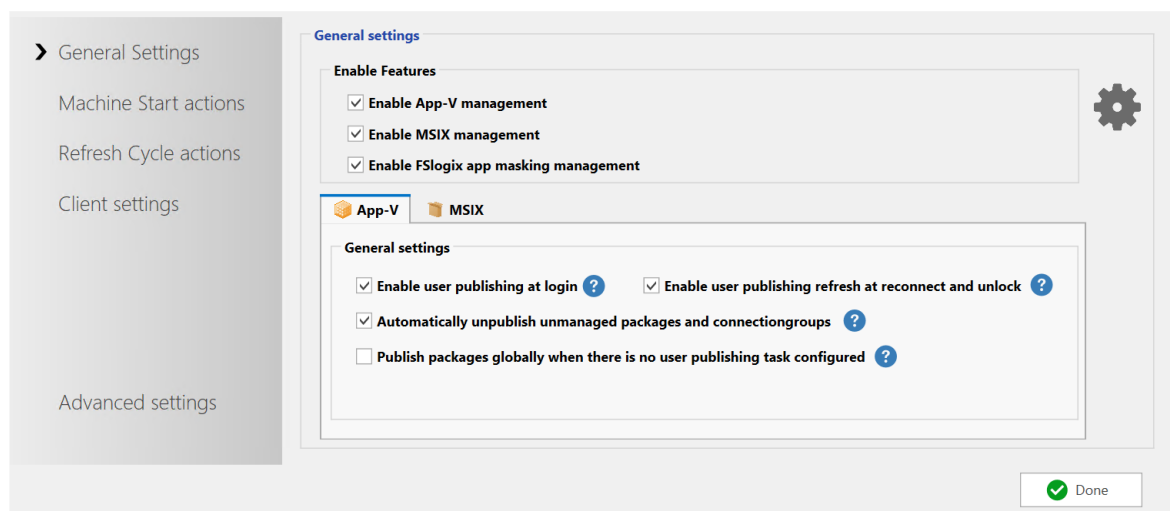 General Settings
Machine Start actions
Refresh Cycle actions
Client settings
Advanced settings
General settings
Enable Features
Enable App-V management
Enable MSIX management
Enable FSlogix app masking management
App-V MSIX
General settings
Enable user publishing at login ? Enable user publishing refresh at reconnect and unlock ?
Automatically unpublish unmanaged packages and connectiongroups ?
Publish packages globally when there is no user publishing task configured ?
Done